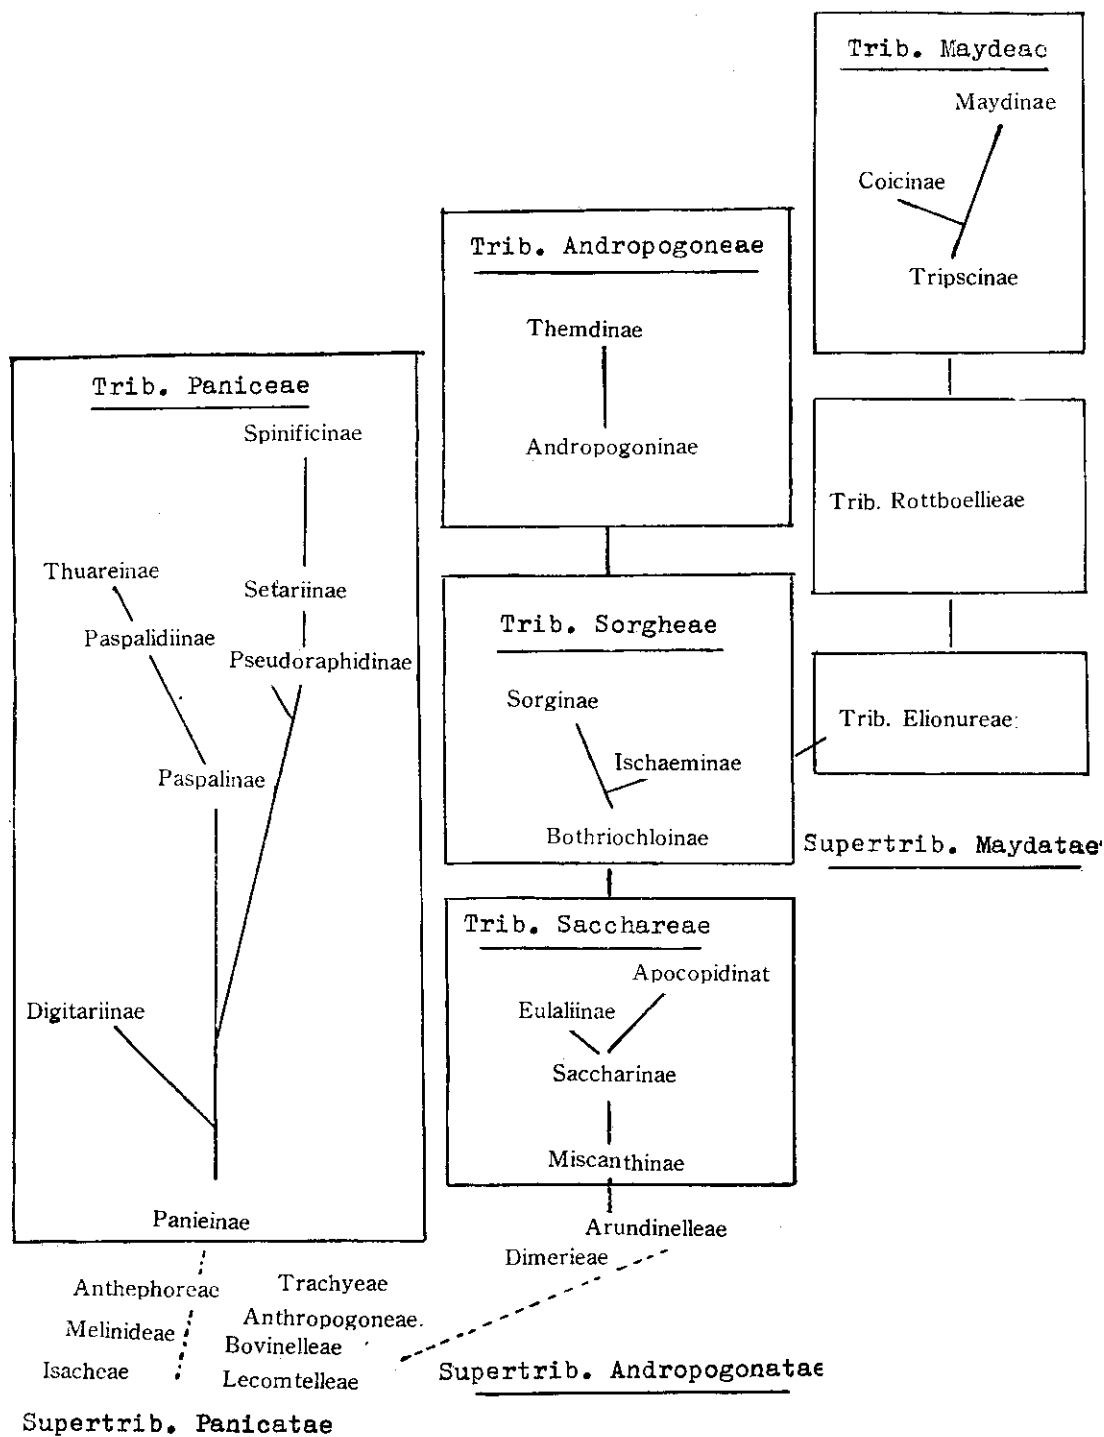 Trib. Maydeac
Maydinae
Coicinae
Tripscinae
Trib. Andropogoneae
Themdinae
Andropogoninae
Trib. Paniceae
Spinificinae
Thuareinae
Setariinae
Paspalidiinae
Pseudoraphidinae
Paspalinae
Digitariinae
Panieinae
Trib. Rottboellieae
Trib. Sorgheae
Sorginae
Ischaeminae
Bothriochloinae
Trib. Elionureae
Supertrib. Maydatae
Trib. Sacchareae
Apocopidinat
Eulaliinae
Saccharinae
Miscanthinae
Arundinelleae
Dimerieae
Anthephoreae
Trachyeae
Melinideae
Anthropogoneae.
Bovinelleae
Isacheae
Lecomtelleae
Supertrib. Andropogonatae
Supertrib. Panicatae